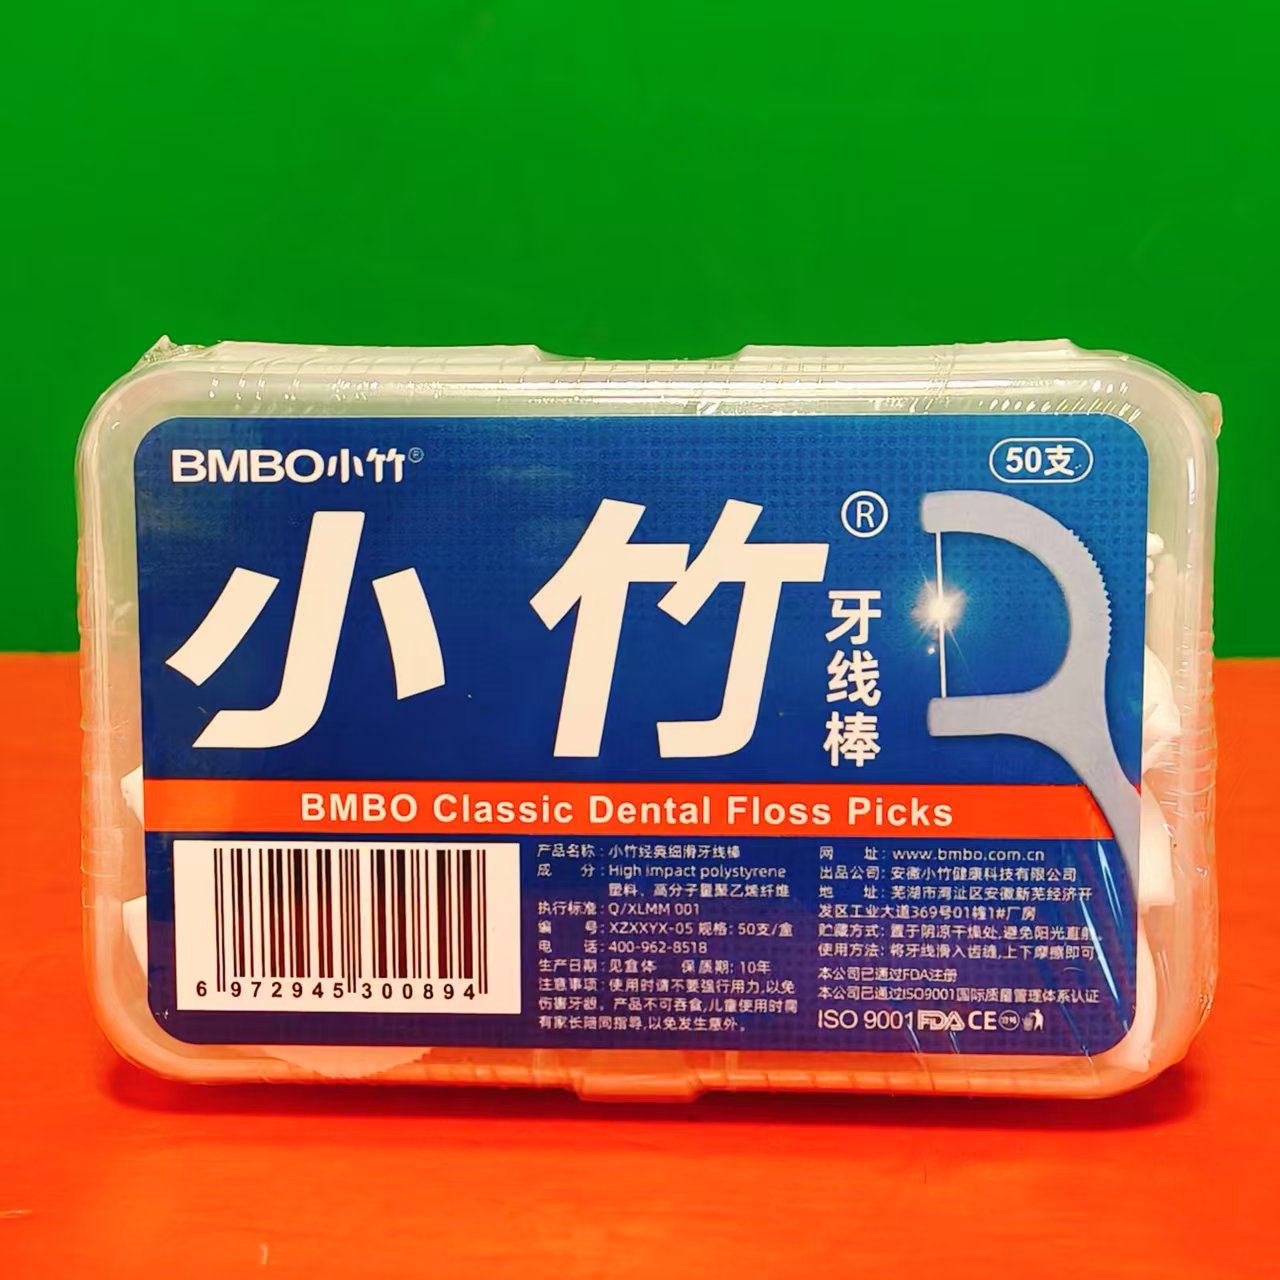 BMBO小竹®
50支
小竹®
牙线棒
BMBO Classic Dental Floss Picks
6 972945 300894
产品名称：小竹经典细滑牙线棒
成 分：High impact polystyrene
塑料、高分子量聚乙烯纤维
执行标准：Q/XLMM 001
编 号：XZXXYX-05 规格：50支/盒
电 话：400-962-8518
生产日期：见盒体 保质期：10年
注意事项：使用时请不要强行用力，以免
伤害牙龈。产品不可吞食，儿童使用时需
有家长陪同指导，以免发生意外。
网 址：www.bmbo.com.cn
出品公司：安徽小竹健康科技有限公司
地 址：芜湖市湾沚区安徽新芜经济开
发区工业大道369号01幢1#厂房
贮藏方式：置于阴凉干燥处，避免阳光直射。
使用方法：将牙线滑入齿缝，上下摩擦即可。
本公司已通过FDA注册
本公司已通过ISO9001国际质量管理体系认证
ISO 9001 FDA CE